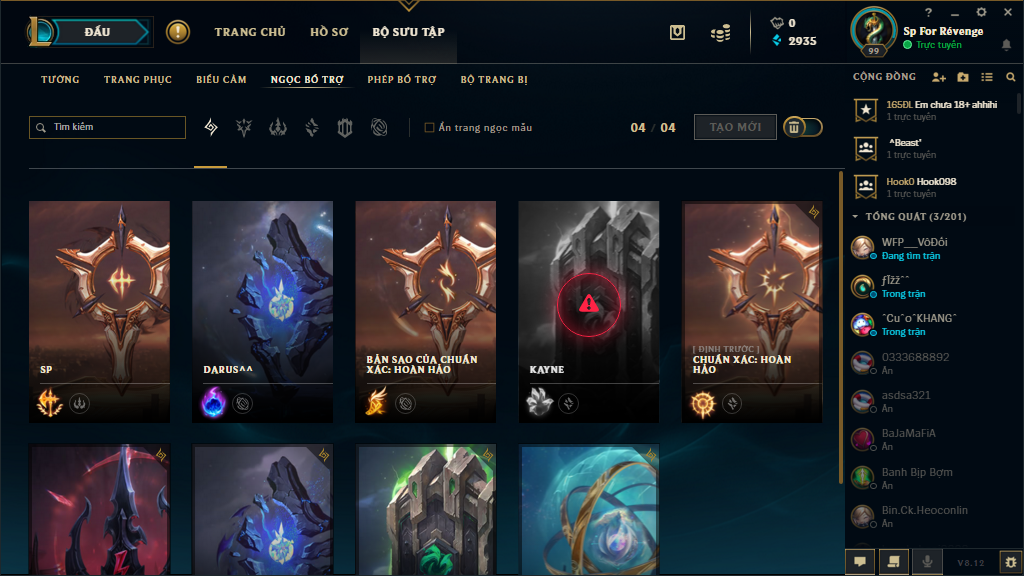 ĐẤU
TRANG CHỦ
HỒ SƠ
BỘ SƯU TẬP
0
2935
99
Sp For Révenge
Trực tuyến
TƯỚNG
TRANG PHỤC
BIỂU CẢM
NGỌC BỔ TRỢ
PHÉP BỔ TRỢ
BỘ TRANG BỊ
CỘNG ĐỒNG
Tìm kiếm
Ẩn trang ngọc mẫu
04 / 04
TẠO MỚI
165ĐL Em chưa 18+ ahhihi
1 trực tuyến
^Beast*
1 trực tuyến
Hook0 Hook098
1 trực tuyến
TỔNG QUÁT (3/201)
WFP__VôĐối
Đang tìm trận
Trong trận
ˆCuˆoˆKHANGˆ
Trong trận
0333688892
Ẩn
asdsa321
Ẩn
BaJaMaFiA
Ẩn
Banh Bịp Bợm
Ẩn
Bin.Ck.Heoconlin
Ẩn
SP
DARUS^^
BẢN SAO CỦA CHUẨN XÁC: HOÀN HẢO
KAYNE
[ ĐỊNH TRƯỚC ]
CHUẨN XÁC: HOÀN HẢO
V8.12